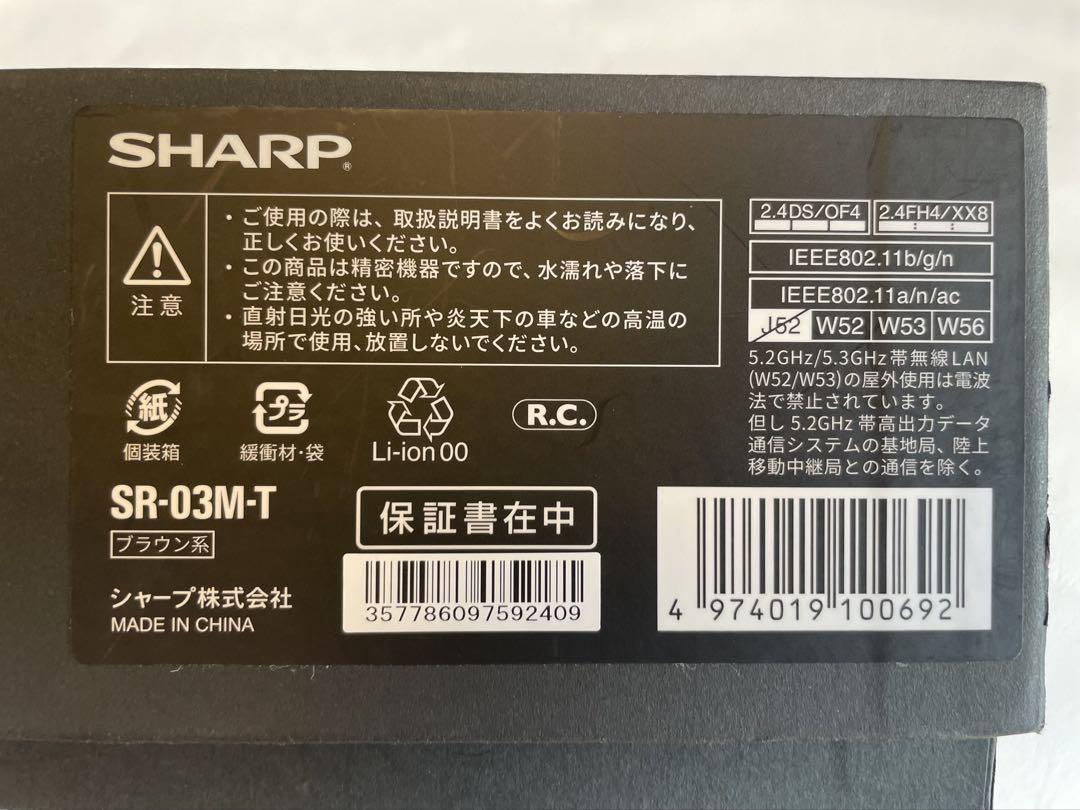 SHARP®
・ご使用の際は、取扱説明書をよくお読みになり、
正しくお使いください。
・この商品は精密機器ですので、水濡れや落下に
ご注意ください。
・直射日光の強い所や炎天下の車などの高温の
場所で使用、放置しないでください。
注意
2.4DS/OF4
2.4FH4/XX8
IEEE802.11b/g/n
IEEE802.11a/n/ac
J52 W52 W53 W56
5.2GHz/5.3GHz帯無線LAN
(W52/W53)の屋外使用は電波
法で禁止されています。
但し5.2GHz帯高出力データ
通信システムの基地局、陸上
移動中継局との通信を除く。
紙
個装箱
プラ
緩衝材・袋
Li-ion00
R.C.
SR-03M-T
ブラウン系
シャープ株式会社
MADE IN CHINA
保証書在中
357786097592409
4 974019 100692